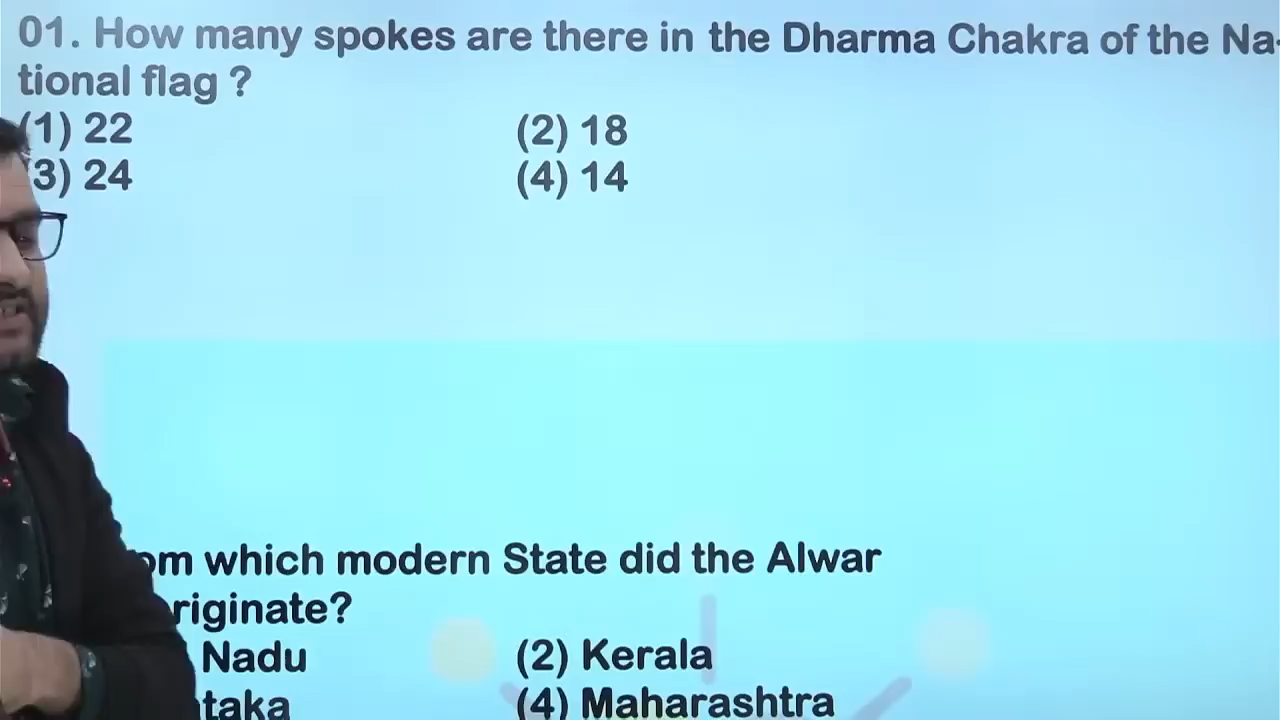 01. How many spokes are there in the Dharma Chakra of the Na-
tional flag ?
(1) 22 (2) 18
(3) 24 (4) 14
which modern State did the Alwar
riginate?
Nadu (2) Kerala
taka (4) Maharashtra